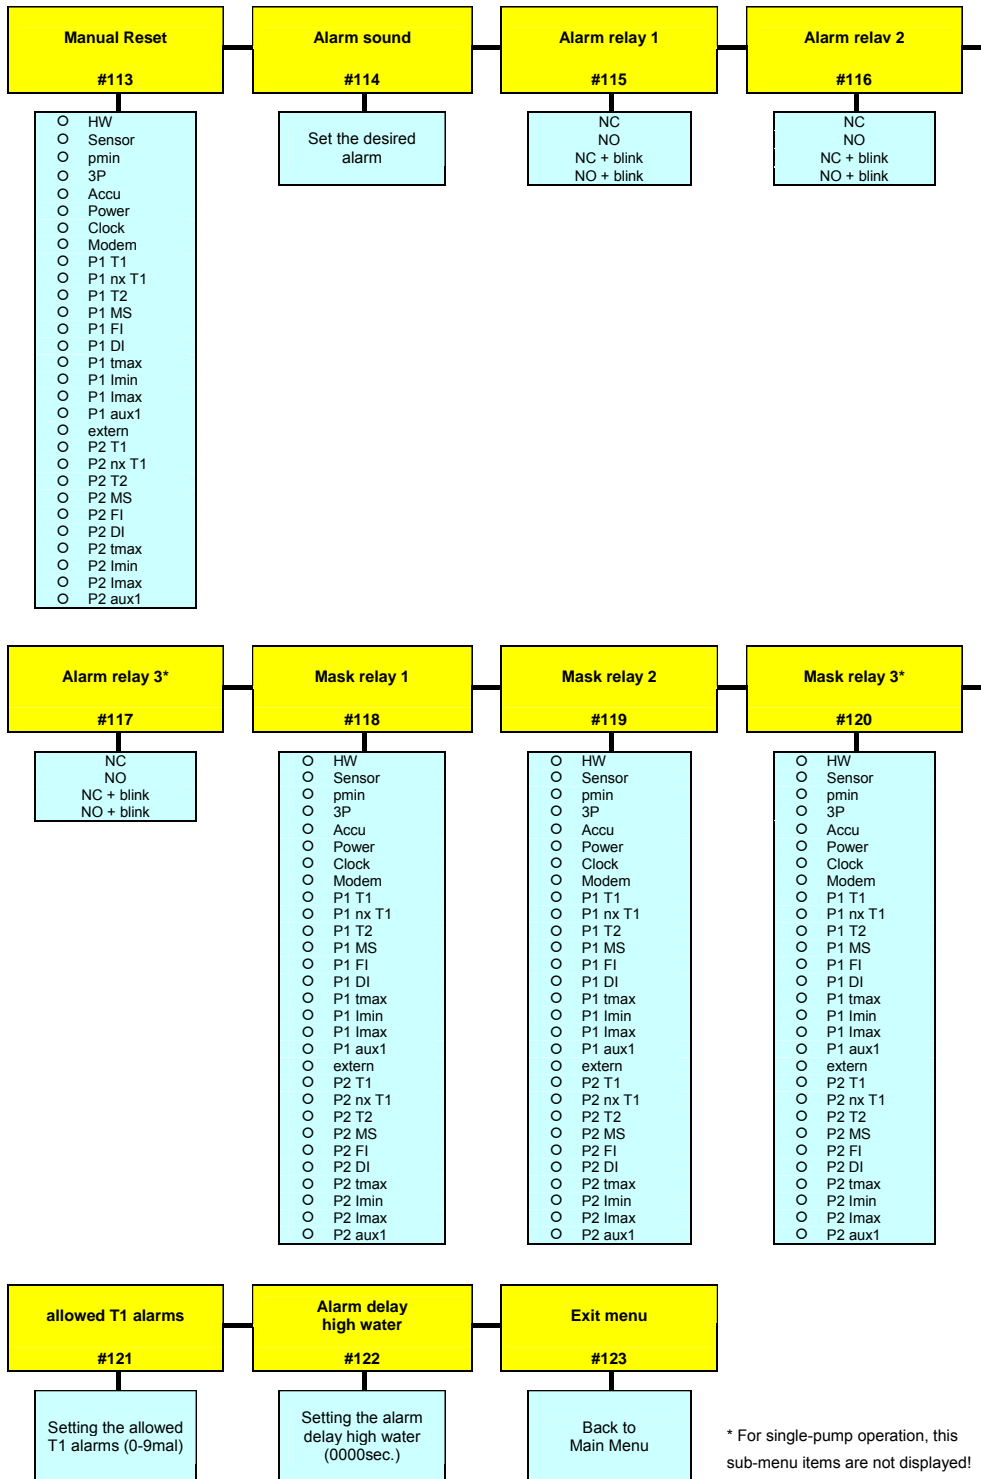 Manual Reset
#113
Alarm sound
#114
Alarm relay 1
#115
Alarm relav 2
#116
O HW
O Sensor
O pmin
O 3P
O Accu
O Power
O Clock
O Modem
O P1 T1
O P1 nx T1
O P1 T2
O P1 MS
O P1 FI
O P1 DI
O P1 tmax
O P1 Imin
O P1 Imax
O P1 aux1
O extern
O P2 T1
O P2 nx T1
O P2 T2
O P2 MS
O P2 FI
O P2 DI
O P2 tmax
O P2 Imin
O P2 Imax
O P2 aux1
Set the desired
alarm
NC
NO
NC + blink
NO + blink
NC
NO
NC + blink
NO + blink
Alarm relay 3*
#117
Mask relay 1
#118
Mask relay 2
#119
Mask relay 3*
#120
NC
NO
NC + blink
NO + blink
O HW
O Sensor
O pmin
O 3P
O Accu
O Power
O Clock
O Modem
O P1 T1
O P1 nx T1
O P1 T2
O P1 MS
O P1 FI
O P1 DI
O P1 tmax
O P1 Imin
O P1 Imax
O P1 aux1
O extern
O P2 T1
O P2 nx T1
O P2 T2
O P2 MS
O P2 FI
O P2 DI
O P2 tmax
O P2 Imin
O P2 Imax
O P2 aux1
O HW
O Sensor
O pmin
O 3P
O Accu
O Power
O Clock
O Modem
O P1 T1
O P1 nx T1
O P1 T2
O P1 MS
O P1 FI
O P1 DI
O P1 tmax
O P1 Imin
O P1 Imax
O P1 aux1
O extern
O P2 T1
O P2 nx T1
O P2 T2
O P2 MS
O P2 FI
O P2 DI
O P2 tmax
O P2 Imin
O P2 Imax
O P2 aux1
O HW
O Sensor
O pmin
O 3P
O Accu
O Power
O Clock
O Modem
O P1 T1
O P1 nx T1
O P1 T2
O P1 MS
O P1 FI
O P1 DI
O P1 tmax
O P1 Imin
O P1 Imax
O P1 aux1
O extern
O P2 T1
O P2 nx T1
O P2 T2
O P2 MS
O P2 FI
O P2 DI
O P2 tmax
O P2 Imin
O P2 Imax
O P2 aux1
allowed T1 alarms
#121
Alarm delay
high water
#122
Exit menu
#123
Setting the allowed
T1 alarms (0-9mal)
Setting the alarm
delay high water
(0000sec.)
Back to
Main Menu
* For single-pump operation, this
sub-menu items are not displayed!